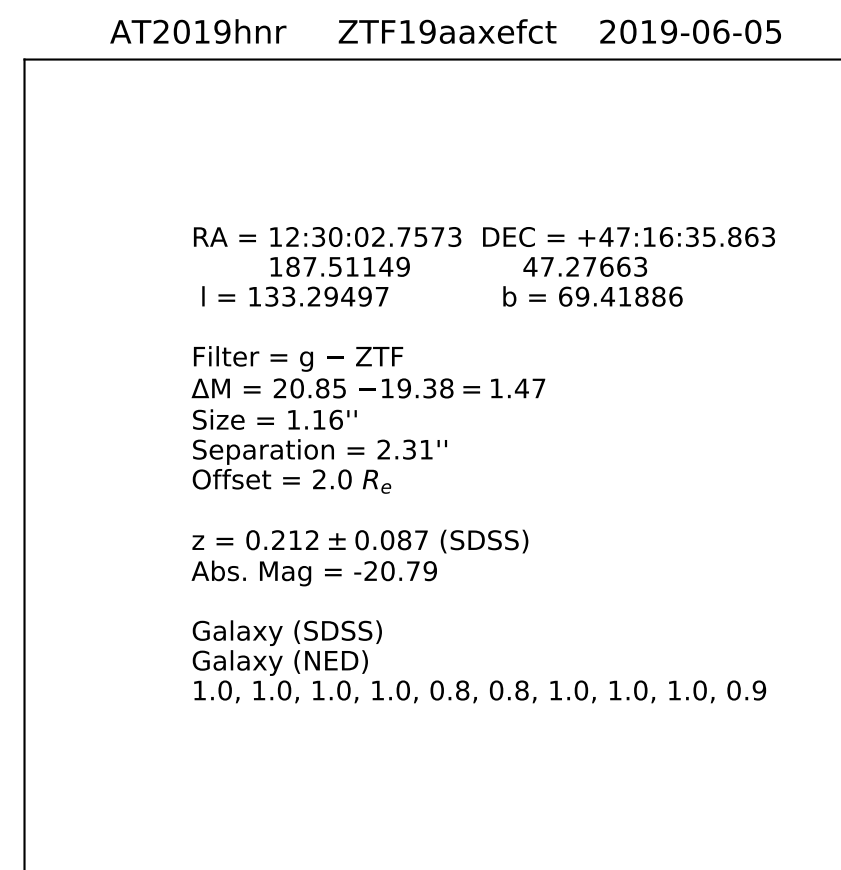 AT2019hnr ZTF19aaxefct 2019-06-05
RA = 12:30:02.7573 DEC = +47:16:35.863
187.51149 47.27663
l = 133.29497 b = 69.41886
Filter = g − ZTF
ΔM = 20.85 −19.38 = 1.47
Size = 1.16''
Separation = 2.31''
Offset = 2.0 Re
z = 0.212 ± 0.087 (SDSS)
Abs. Mag = -20.79
Galaxy (SDSS)
Galaxy (NED)
1.0, 1.0, 1.0, 1.0, 0.8, 0.8, 1.0, 1.0, 1.0, 0.9